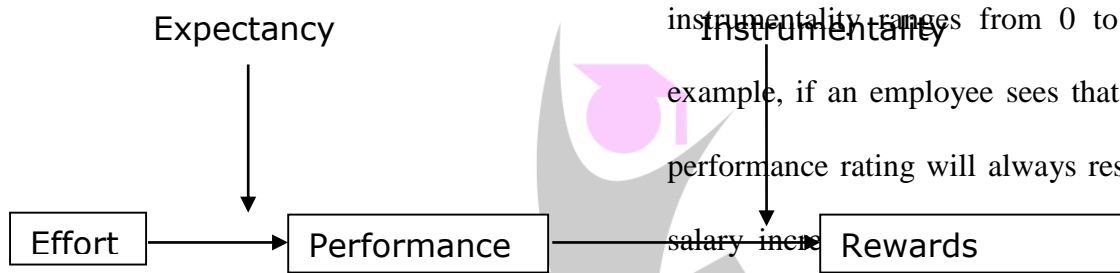 Expectancy
Instrumentality
instrumentality ranges from 0 to
example, if an employee sees that
performance rating will always
salary
Effort
Performance
Rewards